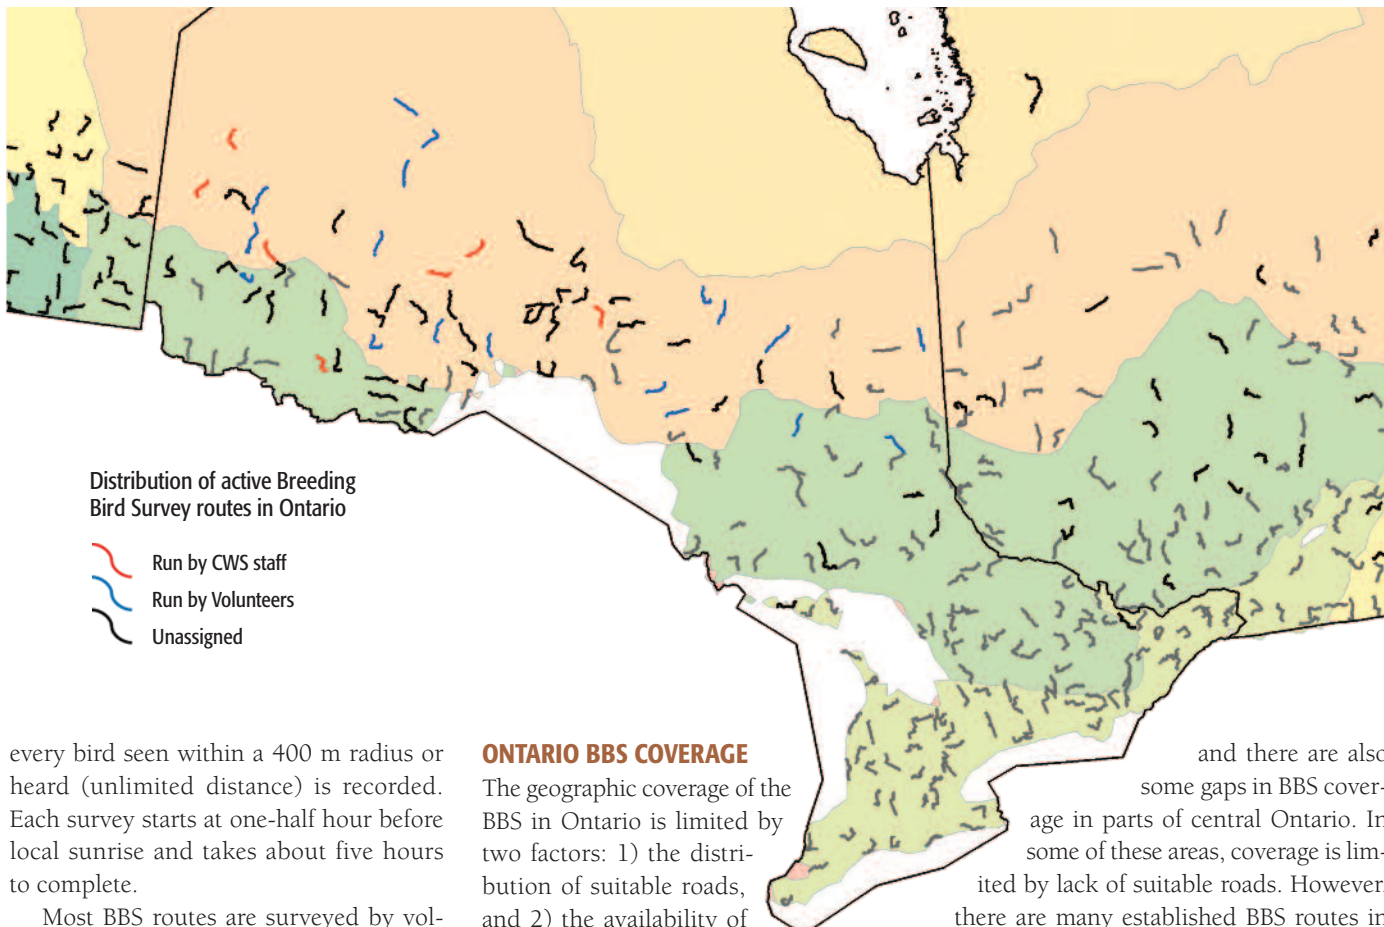 Distribution of active Breeding
Bird Survey routes in Ontario
Run by CWS staff
Run by Volunteers
Unassigned
every bird seen within a 400 m radius or
heard (unlimited distance) is recorded.
Each survey starts at one-half hour before
local sunrise and takes about five hours
to complete.
Most BBS routes are surveyed by vol-
ONTARIO BBS COVERAGE
The geographic coverage of the
BBS in Ontario is limited by
two factors: 1) the distri-
bution of suitable roads,
and 2) the availability of
and there are also
some gaps in BBS cover-
age in parts of central Ontario. In
some of these areas, coverage is lim-
ited by lack of suitable roads. However,
there are many established BBS routes in